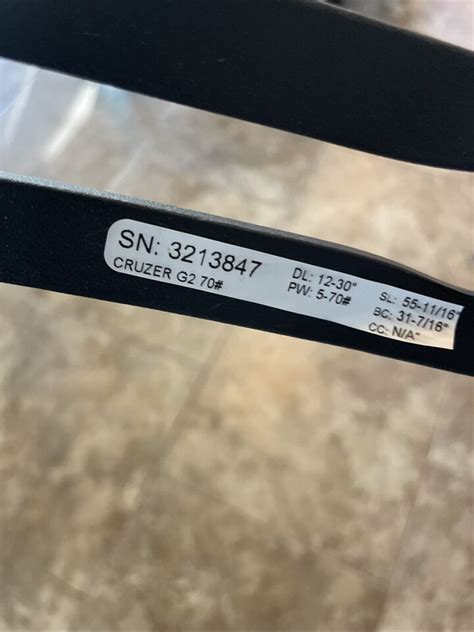 SN: 3213847
CRUZER G2 70#
DL: 12-30"
PW: 5-70#
SL: 55-11/16"
BC: 31-7/16"
CC: N/A"